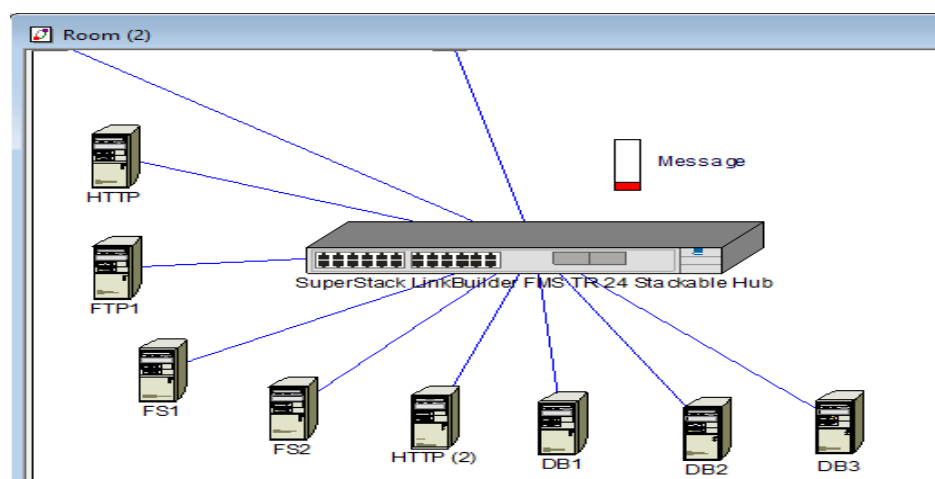 Room (2)
HTTP
Message
FTP1
SuperStack LinkBuilder FMS TR 24 Stackable Hub
FS1
FS2
HTTP (2)
DB1
DB2
DB3